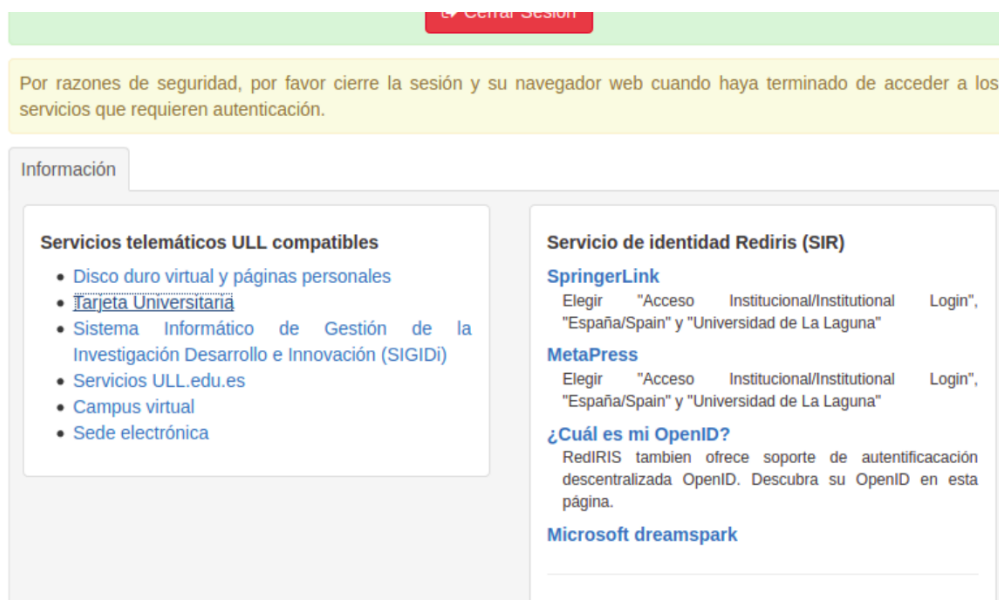 Cerrar Sesión
Por razones de seguridad, por favor cierre la sesión y su navegador web cuando haya terminado de acceder a los
servicios que requieren autenticación.
Información
Servicios telemáticos ULL compatibles
Disco duro virtual y páginas personales
Tarjeta Universitaria
Sistema Informático de Gestión de la
Investigación Desarrollo e Innovación (SIGIDi)
Servicios ULL.edu.es
Campus virtual
Sede electrónica
Servicio de identidad Rediris (SIR)
SpringerLink
Elegir "Acceso Institucional/Institutional Login",
"España/Spain" y "Universidad de La Laguna"
MetaPress
Elegir "Acceso Institucional/Institutional Login",
"España/Spain" y "Universidad de La Laguna"
¿Cuál es mi OpenID?
RedIRIS tambien ofrece soporte de autentificacación
descentralizada OpenID. Descubra su OpenID en esta
página.
Microsoft dreamspark